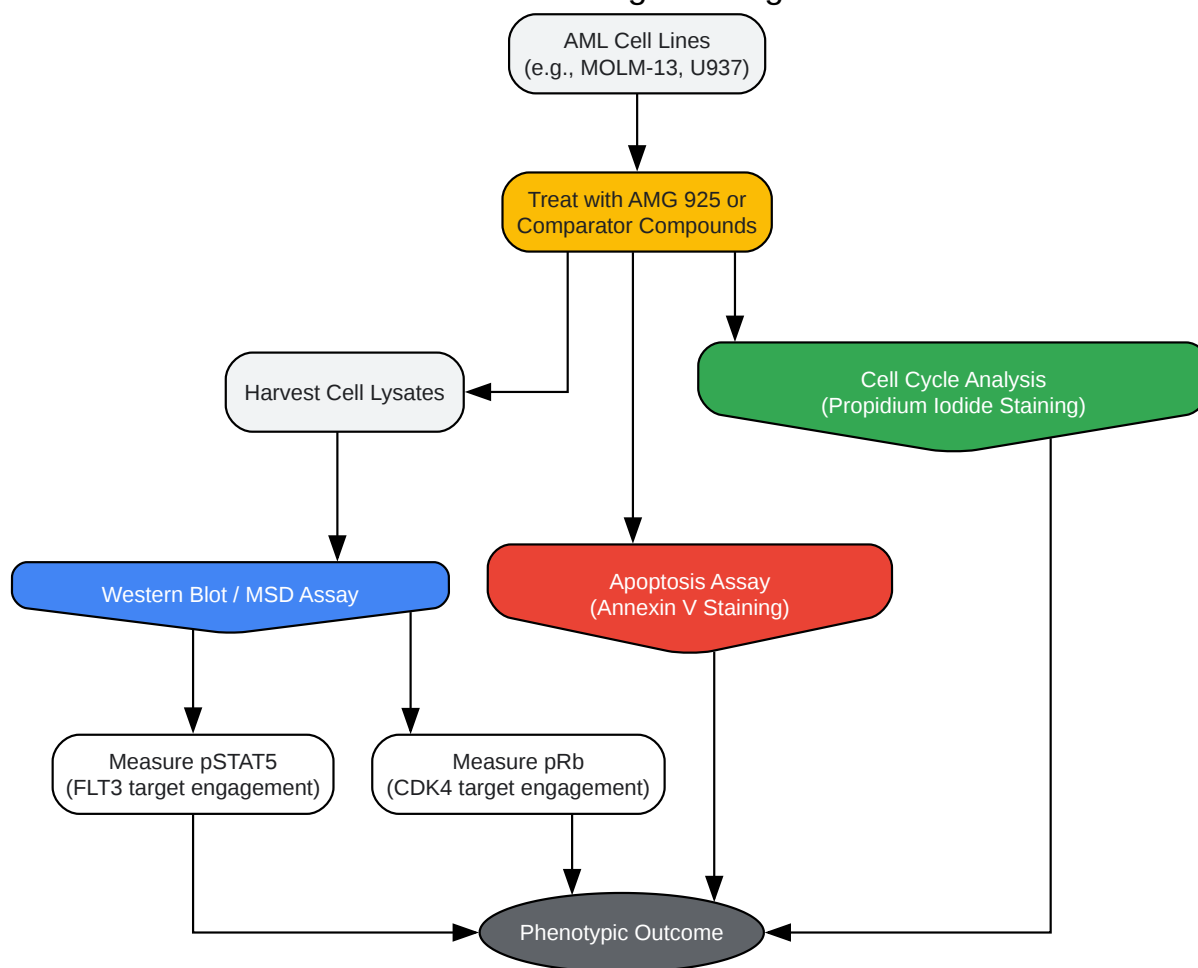 AML Cell Lines
(e.g., MOLM-13, U937)
Treat with AMG 925 or
Comparator Compounds
Harvest Cell Lysates
Cell Cycle Analysis
(Propidium Iodide Staining)
Western Blot / MSD Assay
Apoptosis Assay
(Annexin V Staining)
Measure pSTAT5
(FLT3 target engagement)
Measure pRb
(CDK4 target engagement)
Phenotypic Outcome